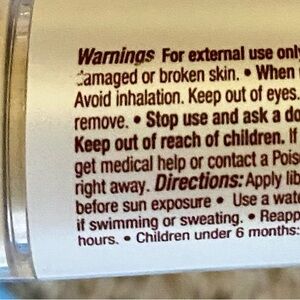 Warnings For external use only
damaged or broken skin. • When
Avoid inhalation. Keep out of eyes.
remove. • Stop use and ask a do
Keep out of reach of children. If
get medical help or contact a Pois
right away. Directions: Apply lib
before sun exposure • Use a wate
if swimming or sweating. • Reapp
hours. • Children under 6 months: